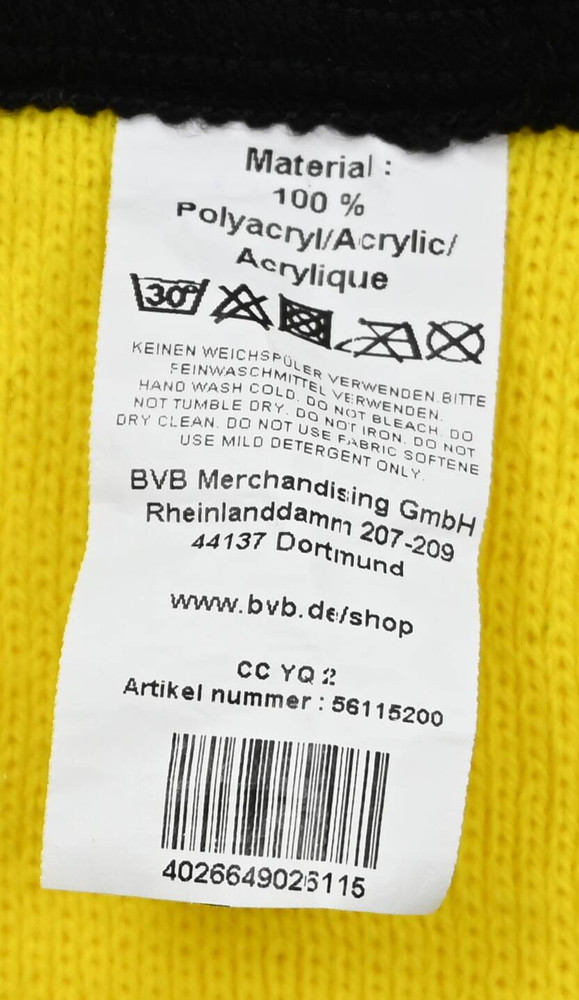 Material :
100 %
Polyacryl/Acrylic/
Acrylique
30°
KEINEN WEICHSPÜLER VERWENDEN.BITTE
FEINWASCHMITTEL VERWENDEN.
HAND WASH COLD. DO NOT BLEACH. DO
NOT TUMBLE DRY. DO NOT IRON. DO NOT
DRY CLEAN. DO NOT USE FABRIC SOFTENE
USE MILD DETERGENT ONLY.
BVB Merchandising GmbH
Rheinlanddamm 207-209
44137 Dortmund
www.bvb.de/shop
CC YQ 2
Artikel nummer : 56115200
4026649026115